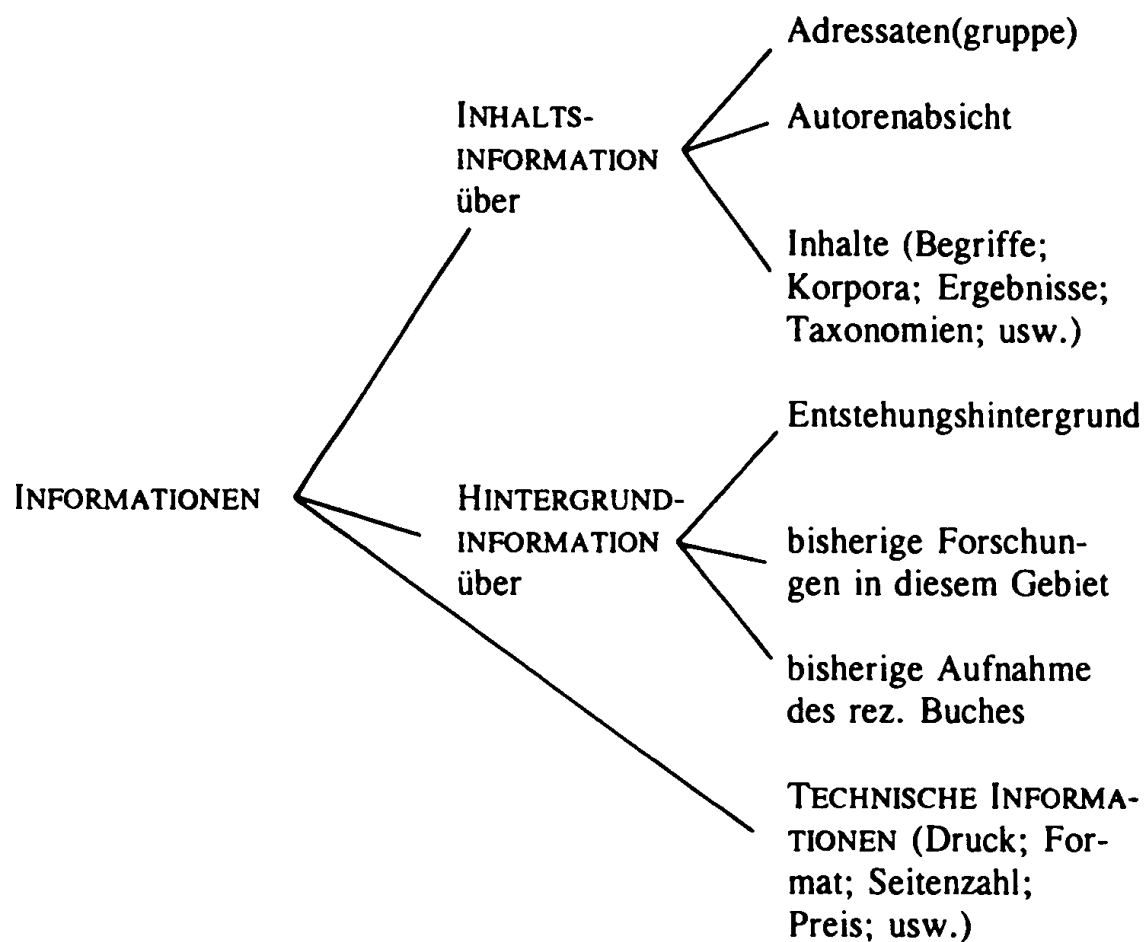 Adressaten(gruppe)
INHALTS-
INFORMATION
über
Autorenabsicht
Inhalte (Begriffe;
Korpora; Ergebnisse;
Taxonomien; usw.)
INFORMATIONEN
HINTERGRUND-
INFORMATION
über
Entstehungshintergrund
bisherige Forschun-
gen in diesem Gebiet
bisherige Aufnahme
des rez. Buches
TECHNISCHE INFORMA-
TIONEN (Druck; For-
mat; Seitenzahl;
Preis; usw.)